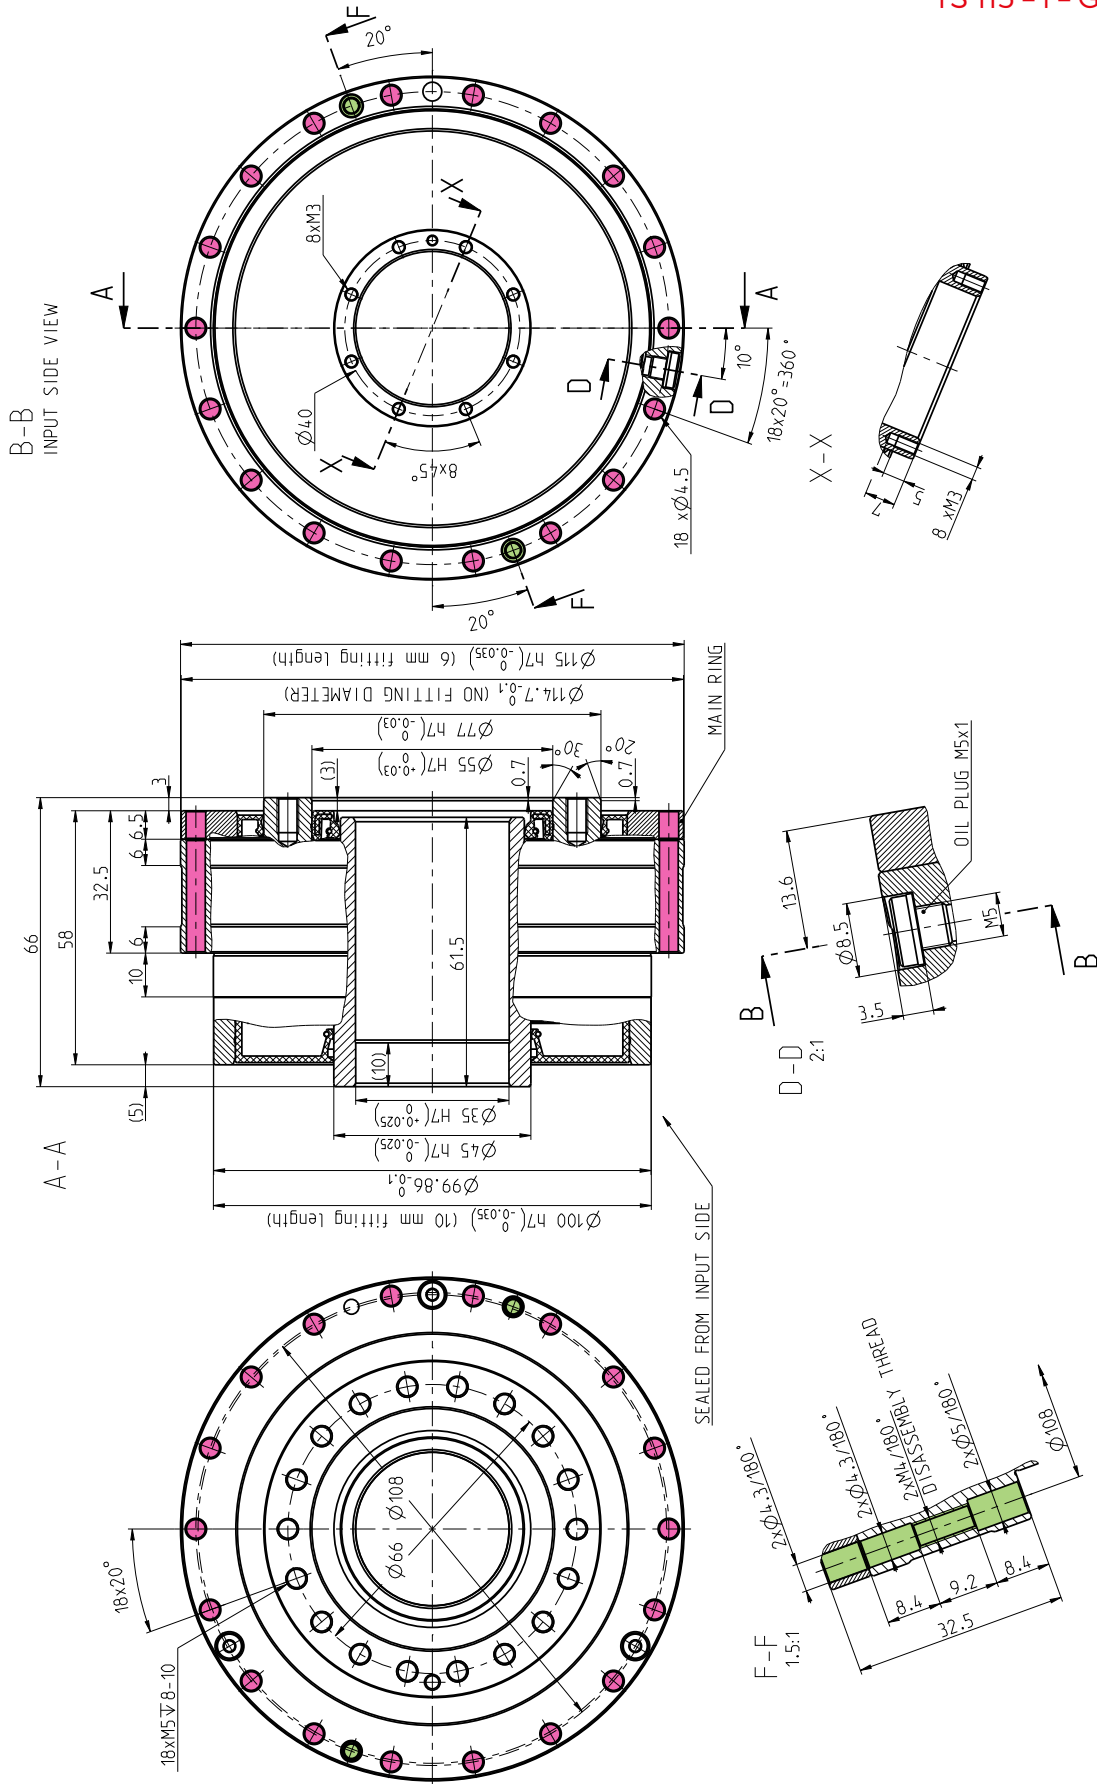 TS 115 - 1 - G
B-B
INPUT SIDE VIEW
F
20°
A
A
X
X
8xM3
Ø40
8x45°
D
D
10°
18x20°=360°
18 xØ4.5
20°
F
X-X
7
5
8 xM3
A-A
66
58
32.5
3
6.5
6
6
10
(5)
Ø115 h7(0 -0.035) (6 mm fitting length)
Ø114.7 0 -0.1 (NO FITTING DIAMETER)
Ø77 h7(0 -0.03)
Ø55 H7(+0.03 0)
(3)
0.7
30°
20°
0.7
MAIN RING
61.5
(10)
Ø35 H7(+0.025 0)
Ø45 h7(0 -0.025)
Ø99.86 0 -0.1
Ø100 h7(0 -0.035) (10 mm fitting length)
SEALED FROM INPUT SIDE
D-D
2:1
B
B
13.6
Ø8.5
3.5
M5
OIL PLUG M5x1
18x20°
18xM5↧8-10
Ø66
Ø108
F-F
1.5:1
2xØ4.3/180°
2xØ4.3/180°
2xM4/180°
DISASSEMBLY THREAD
2xØ5/180°
Ø108
8.4
9.2
8.4
32.5